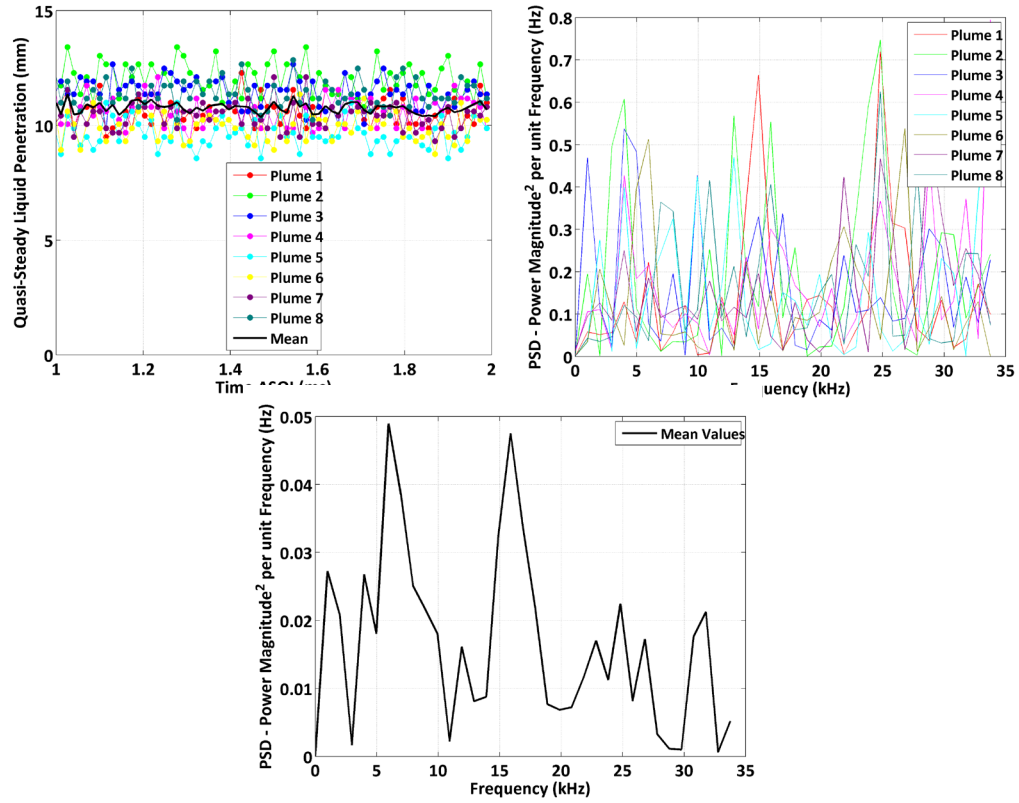 Quasi-Steady Liquid Penetration (mm)
15
10
5
0
1
1.2
1.4
1.6
1.8
2
Plume 1
Plume 2
Plume 3
Plume 4
Plume 5
Plume 6
Plume 7
Plume 8
Mean
PSD - Power Magnitude² per unit Frequency (Hz)
0.8
0.7
0.6
0.5
0.4
0.3
0.2
0.1
0
0
5
10
15
20
25
30
35
Plume 1
Plume 2
Plume 3
Plume 4
Plume 5
Plume 6
Plume 7
Plume 8
(kHz)
PSD - Power Magnitude² per unit Frequency (Hz)
0.05
0.04
0.03
0.02
0.01
0
0
5
10
15
20
25
30
35
Mean Values
Frequency (kHz)